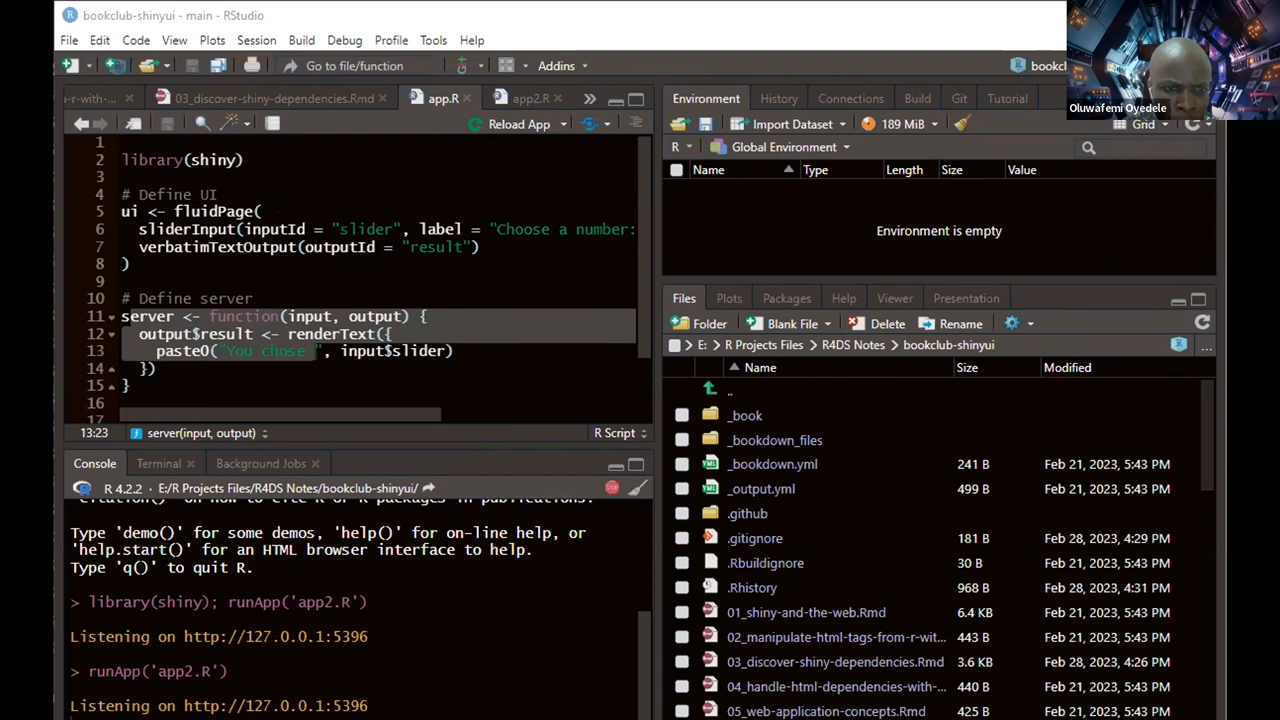 bookclub-shinyui - main - RStudio
File Edit Code View Plots Session Build Debug Profile Tools Help
Go to file/function Addins
Oluwafemi Oyedele
a-r-with-... 03_discover-shiny-dependencies.Rmd app.R app2.R
Reload App
1
2 library(shiny)
3
4 # Define UI
5 ui <- fluidPage(
6 sliderInput(inputId = "slider", label = "Choose a number:
7 verbatimTextOutput(outputId = "result")
8 )
9
10 # Define server
11 server <- function(input, output) {
12 output$result <- renderText({
13 paste0("You chose ", input$slider)
14 })
15 }
16
17
13:23 server(input, output) R Script
Console Terminal Background Jobs
R 4.2.2 · E:/R Projects Files/R4DS Notes/bookclub-shinyui/
'citation()' on how to cite R or R packages in publications.
Type 'demo()' for some demos, 'help()' for on-line help, or
'help.start()' for an HTML browser interface to help.
Type 'q()' to quit R.
> library(shiny); runApp('app2.R')
Listening on http://127.0.0.1:5396
> runApp('app2.R')
Listening on http://127.0.0.1:5396
Environment History Connections Build Git Tutorial
Import Dataset 189 MiB Grid
R Global Environment
Name Type Length Size Value
Environment is empty
Files Plots Packages Help Viewer Presentation
Folder Blank File Delete Rename
E: R Projects Files R4DS Notes bookclub-shinyui ...
Name Size Modified
..
_book
_bookdown_files
_bookdown.yml 241 B Feb 21, 2023, 5:43 PM
_output.yml 499 B Feb 21, 2023, 5:43 PM
.github
.gitignore 181 B Feb 28, 2023, 4:29 PM
.Rbuildignore 30 B Feb 21, 2023, 5:43 PM
.Rhistory 968 B Feb 28, 2023, 4:31 PM
01_shiny-and-the-web.Rmd 6.4 KB Feb 21, 2023, 5:43 PM
02_manipulate-html-tags-from-r-wit... 443 B Feb 21, 2023, 5:43 PM
03_discover-shiny-dependencies.Rmd 3.6 KB Feb 28, 2023, 4:26 PM
04_handle-html-dependencies-with-... 440 B Feb 21, 2023, 5:43 PM
05_web-application-concepts.Rmd 425 B Feb 21, 2023, 5:43 PM